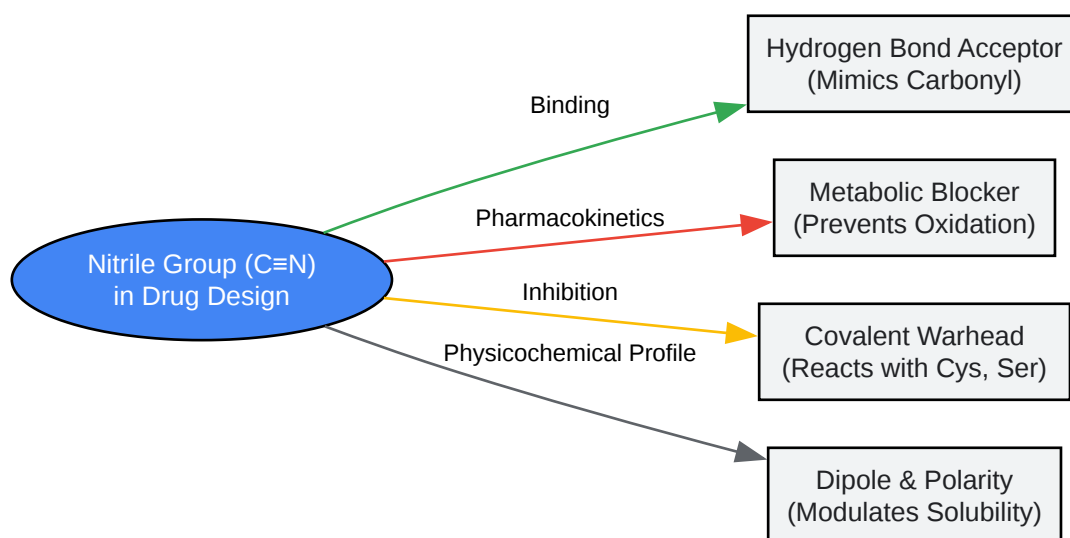 Hydrogen Bond Acceptor
(Mimics Carbonyl)
Binding
Metabolic Blocker
(Prevents Oxidation)
Pharmacokinetics
Nitrile Group (C≡N)
in Drug Design
Inhibition
Covalent Warhead
(Reacts with Cys, Ser)
Physicochemical Profile
Dipole & Polarity
(Modulates Solubility)